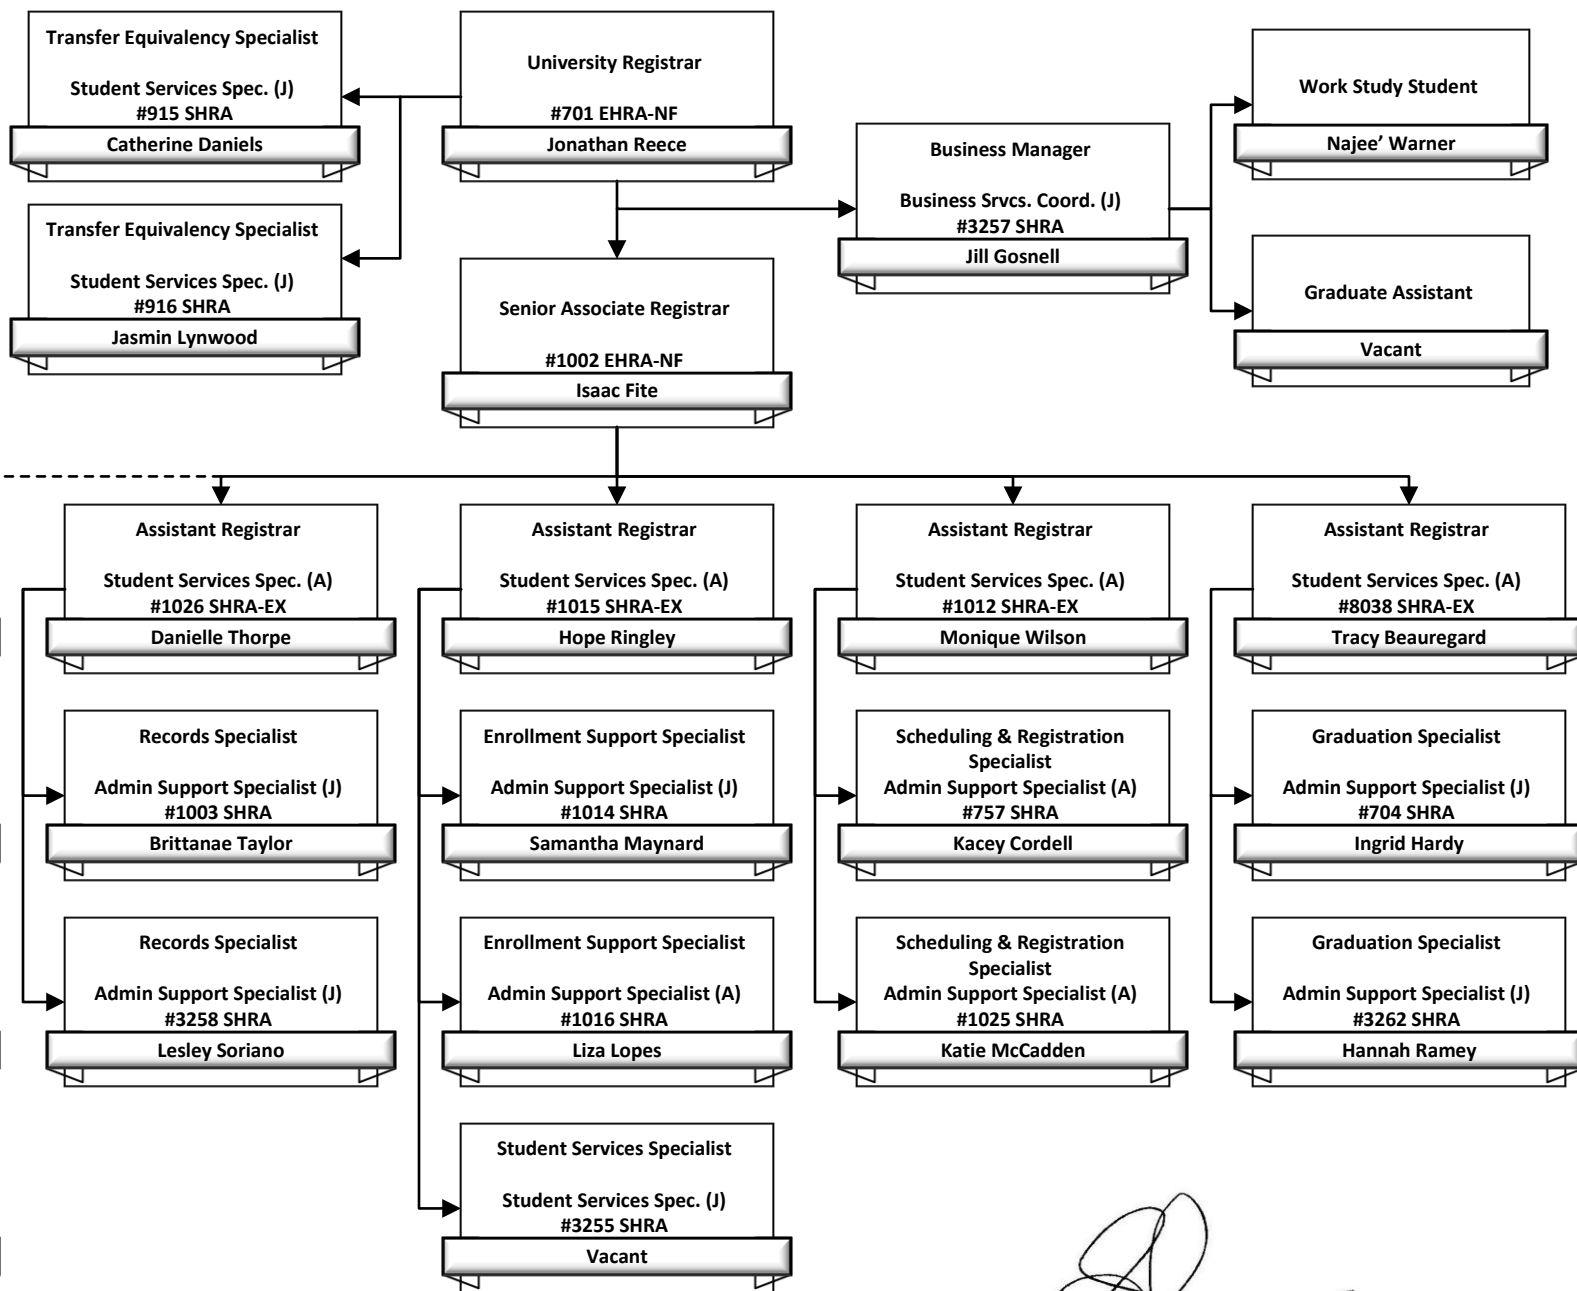 Transfer Equivalency Specialist
Student Services Spec. (J)
#915 SHRA
Catherine Daniels
University Registrar
#701 EHRA-NF
Jonathan Reece
Work Study Student
Najee’ Warner
Business Manager
Business Srvcs. Coord. (J)
#3257 SHRA
Jill Gosnell
Transfer Equivalency Specialist
Student Services Spec. (J)
#916 SHRA
Jasmin Lynwood
Senior Associate Registrar
#1002 EHRA-NF
Isaac Fite
Graduate Assistant
Vacant
Assistant Registrar
Student Services Spec. (A)
#1026 SHRA-EX
Danielle Thorpe
Assistant Registrar
Student Services Spec. (A)
#1015 SHRA-EX
Hope Ringley
Assistant Registrar
Student Services Spec. (A)
#1012 SHRA-EX
Monique Wilson
Assistant Registrar
Student Services Spec. (A)
#8038 SHRA-EX
Tracy Beauregard
Records Specialist
Admin Support Specialist (J)
#1003 SHRA
Brittanae Taylor
Enrollment Support Specialist
Admin Support Specialist (J)
#1014 SHRA
Samantha Maynard
Scheduling & Registration
Specialist
Admin Support Specialist (A)
#757 SHRA
Kacey Cordell
Graduation Specialist
Admin Support Specialist (J)
#704 SHRA
Ingrid Hardy
Records Specialist
Admin Support Specialist (J)
#3258 SHRA
Lesley Soriano
Enrollment Support Specialist
Admin Support Specialist (A)
#1016 SHRA
Liza Lopes
Scheduling & Registration
Specialist
Admin Support Specialist (A)
#1025 SHRA
Katie McCadden
Graduation Specialist
Admin Support Specialist (J)
#3262 SHRA
Hannah Ramey
Student Services Specialist
Student Services Spec. (J)
#3255 SHRA
Vacant